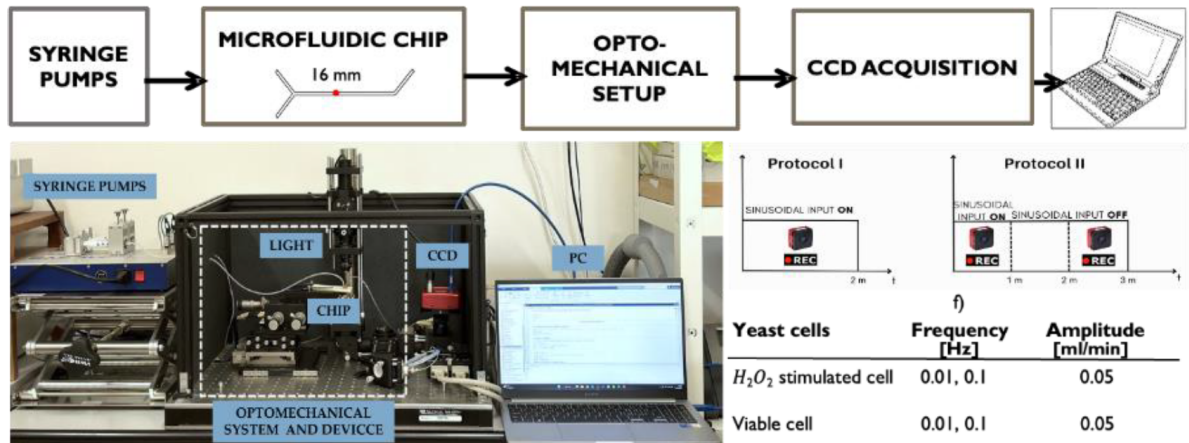 SYRINGE
PUMPS
MICROFLUIDIC CHIP
16 mm
OPTO-
MECHANICAL
SETUP
CCD ACQUISITION
SYRINGE PUMPS
LIGHT
CCD
PC
CHIP
OPTOMECHANICAL
SYSTEM AND DEVICCE
Protocol I
SINUSOIDAL INPUT ON
REC
2 m
t
Protocol II
SINUSOIDAL
INPUT ON
SINUSOIDAL INPUT OFF
REC
REC
1 m
2 m
3 m
t
f)
Yeast cells Frequency Amplitude
[Hz] [ml/min]
H₂O₂ stimulated cell 0.01, 0.1 0.05
Viable cell 0.01, 0.1 0.05